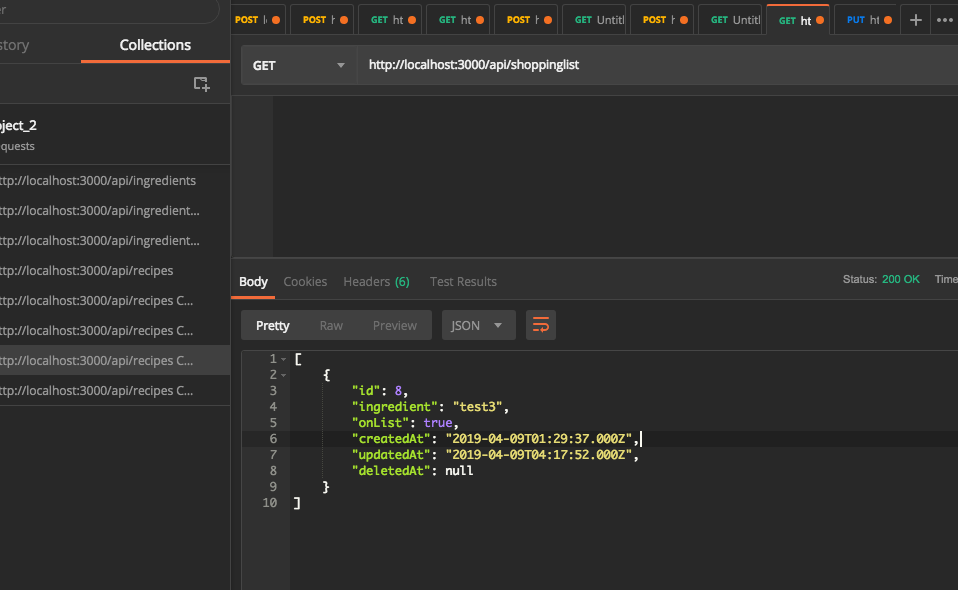 er
POST
POST h
GET ht
GET ht
POST h
GET Untitl
POST h
GET Untitl
GET ht
PUT ht
story
Collections
GET
http://localhost:3000/api/shoppinglist
ject_2
quests
ttp://localhost:3000/api/ingredients
ttp://localhost:3000/api/ingredient...
ttp://localhost:3000/api/ingredient...
ttp://localhost:3000/api/recipes
ttp://localhost:3000/api/recipes C...
ttp://localhost:3000/api/recipes C...
ttp://localhost:3000/api/recipes C...
ttp://localhost:3000/api/recipes C...
Body Cookies Headers (6) Test Results Status: 200 OK Time
Pretty Raw Preview JSON
1 [
2 {
3 "id": 8,
4 "ingredient": "test3",
5 "onList": true,
6 "createdAt": "2019-04-09T01:29:37.000Z",
7 "updatedAt": "2019-04-09T04:17:52.000Z",
8 "deletedAt": null
9 }
10 ]